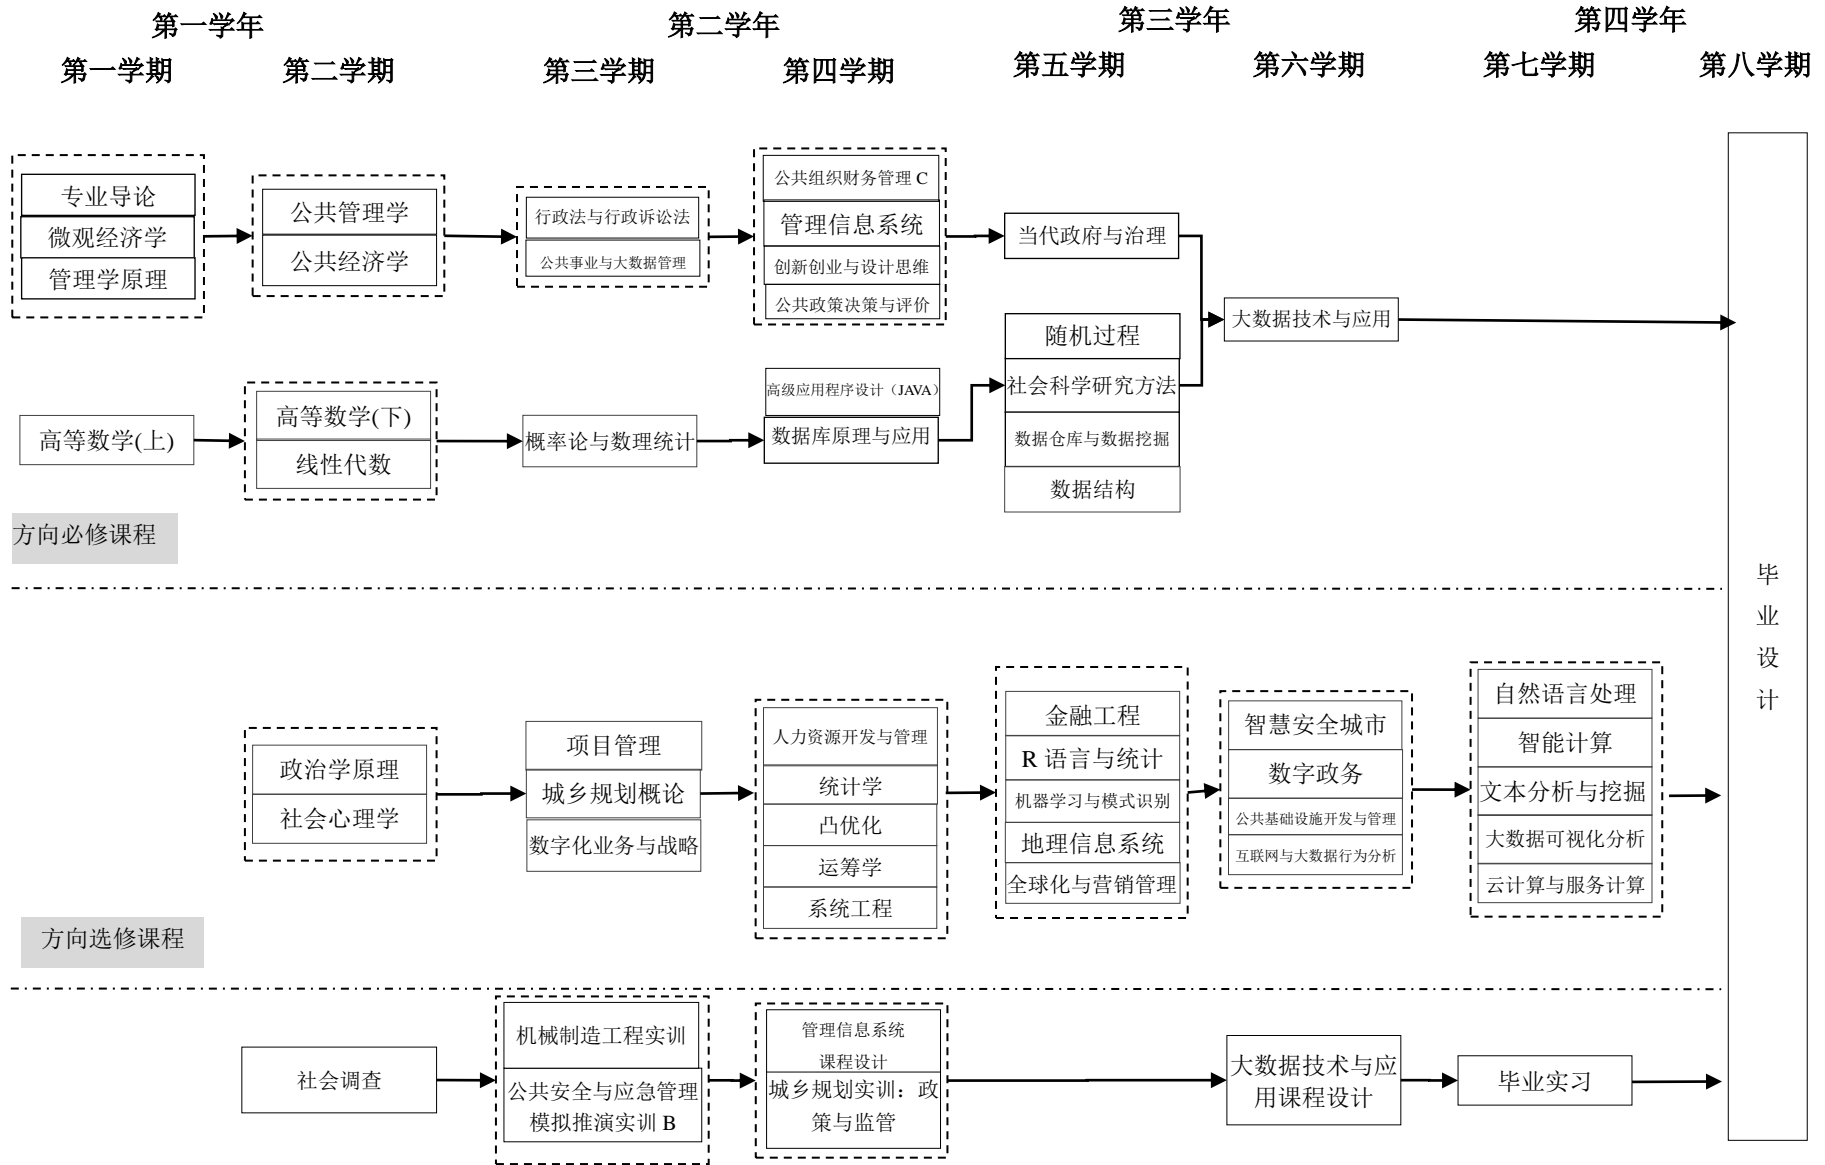 第一学年
第二学年
第三学年
第四学年
第一学期
第二学期
第三学期
第四学期
第五学期
第六学期
第七学期
第八学期
专业导论
微观经济学
管理学原理
公共管理学
公共经济学
行政法与行政诉讼法
公共事业与大数据管理
公共组织财务管理 C
管理信息系统
创新创业与设计思维
公共政策决策与评价
当代政府与治理
大数据技术与应用
高等数学(上)
高等数学(下)
线性代数
概率论与数理统计
高级应用程序设计（JAVA）
数据库原理与应用
随机过程
社会科学研究方法
数据仓库与数据挖掘
数据结构
方向必修课程
毕
业
设
计
政治学原理
社会心理学
项目管理
城乡规划概论
数字化业务与战略
人力资源开发与管理
统计学
凸优化
运筹学
系统工程
金融工程
R 语言与统计
机器学习与模式识别
地理信息系统
全球化与营销管理
智慧安全城市
数字政务
公共基础设施开发与管理
互联网与大数据行为分析
自然语言处理
智能计算
文本分析与挖掘
大数据可视化分析
云计算与服务计算
方向选修课程
社会调查
机械制造工程实训
公共安全与应急管理
模拟推演实训 B
管理信息系统
课程设计
城乡规划实训：政
策与监管
大数据技术与应
用课程设计
毕业实习